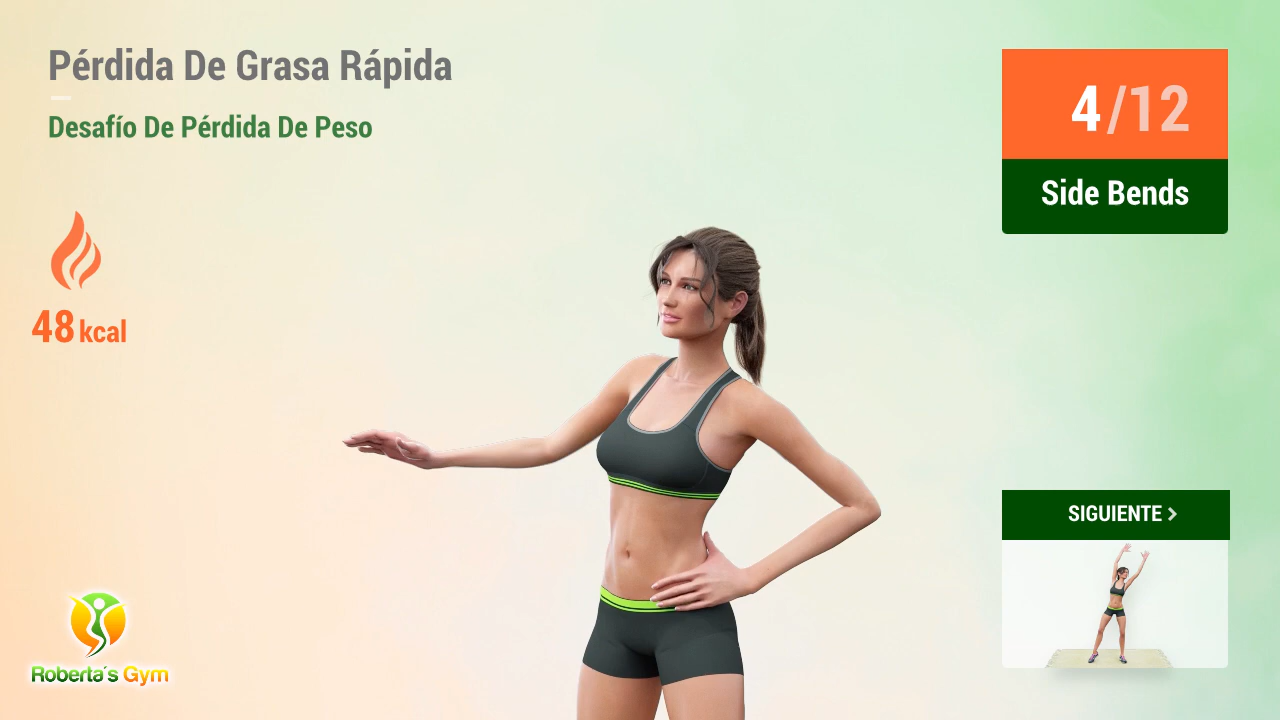 Pérdida De Grasa Rápida
Desafío De Pérdida De Peso
4/12
Side Bends
48 kcal
SIGUIENTE >
Roberta´s Gym